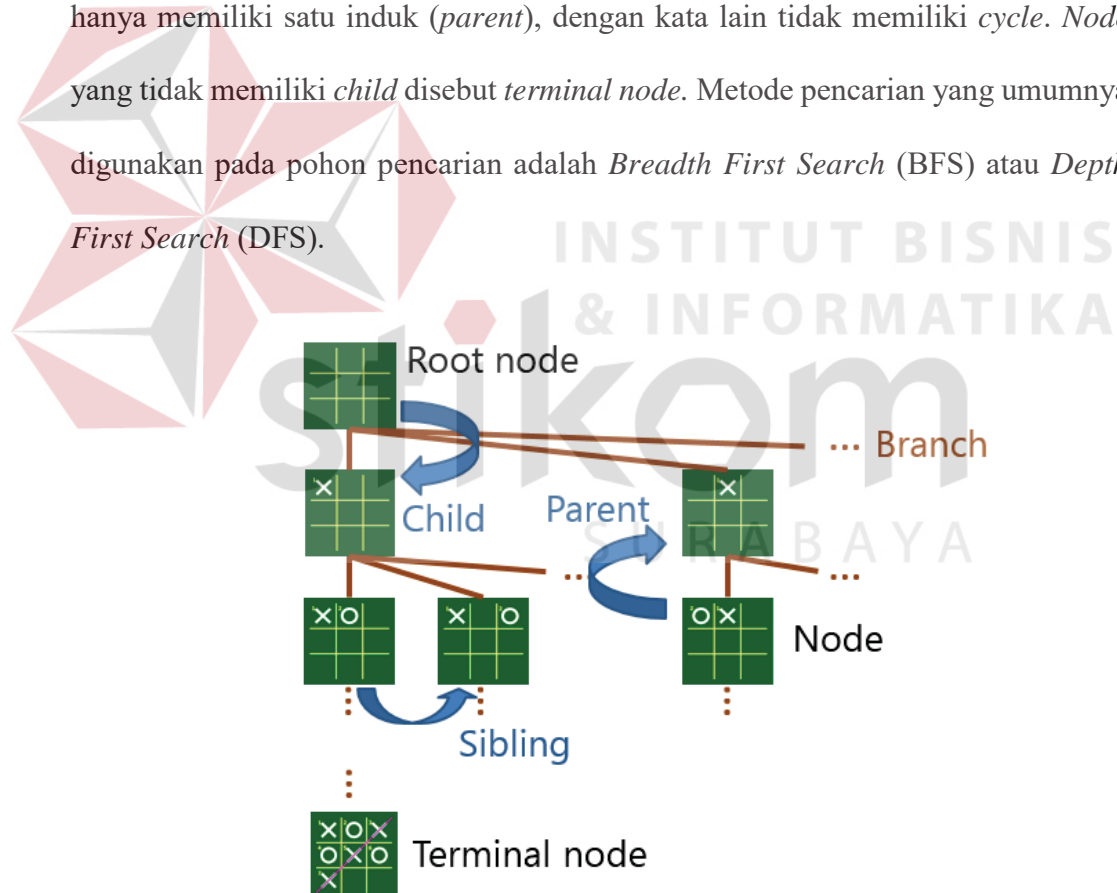 hanya memiliki satu induk (parent), dengan kata lain tidak memiliki cycle. Node
yang tidak memiliki child disebut terminal node. Metode pencarian yang umumnya
digunakan pada pohon pencarian adalah Breadth First Search (BFS) atau Depth
First Search (DFS).
INSTITUT BISNIS
& INFORMATIKA
stikom
SURABAYA
Root node
... Branch
X
Child
Parent
X
...
...
X O
X O
O X
Node
Sibling
X O X
O X O
X
Terminal node